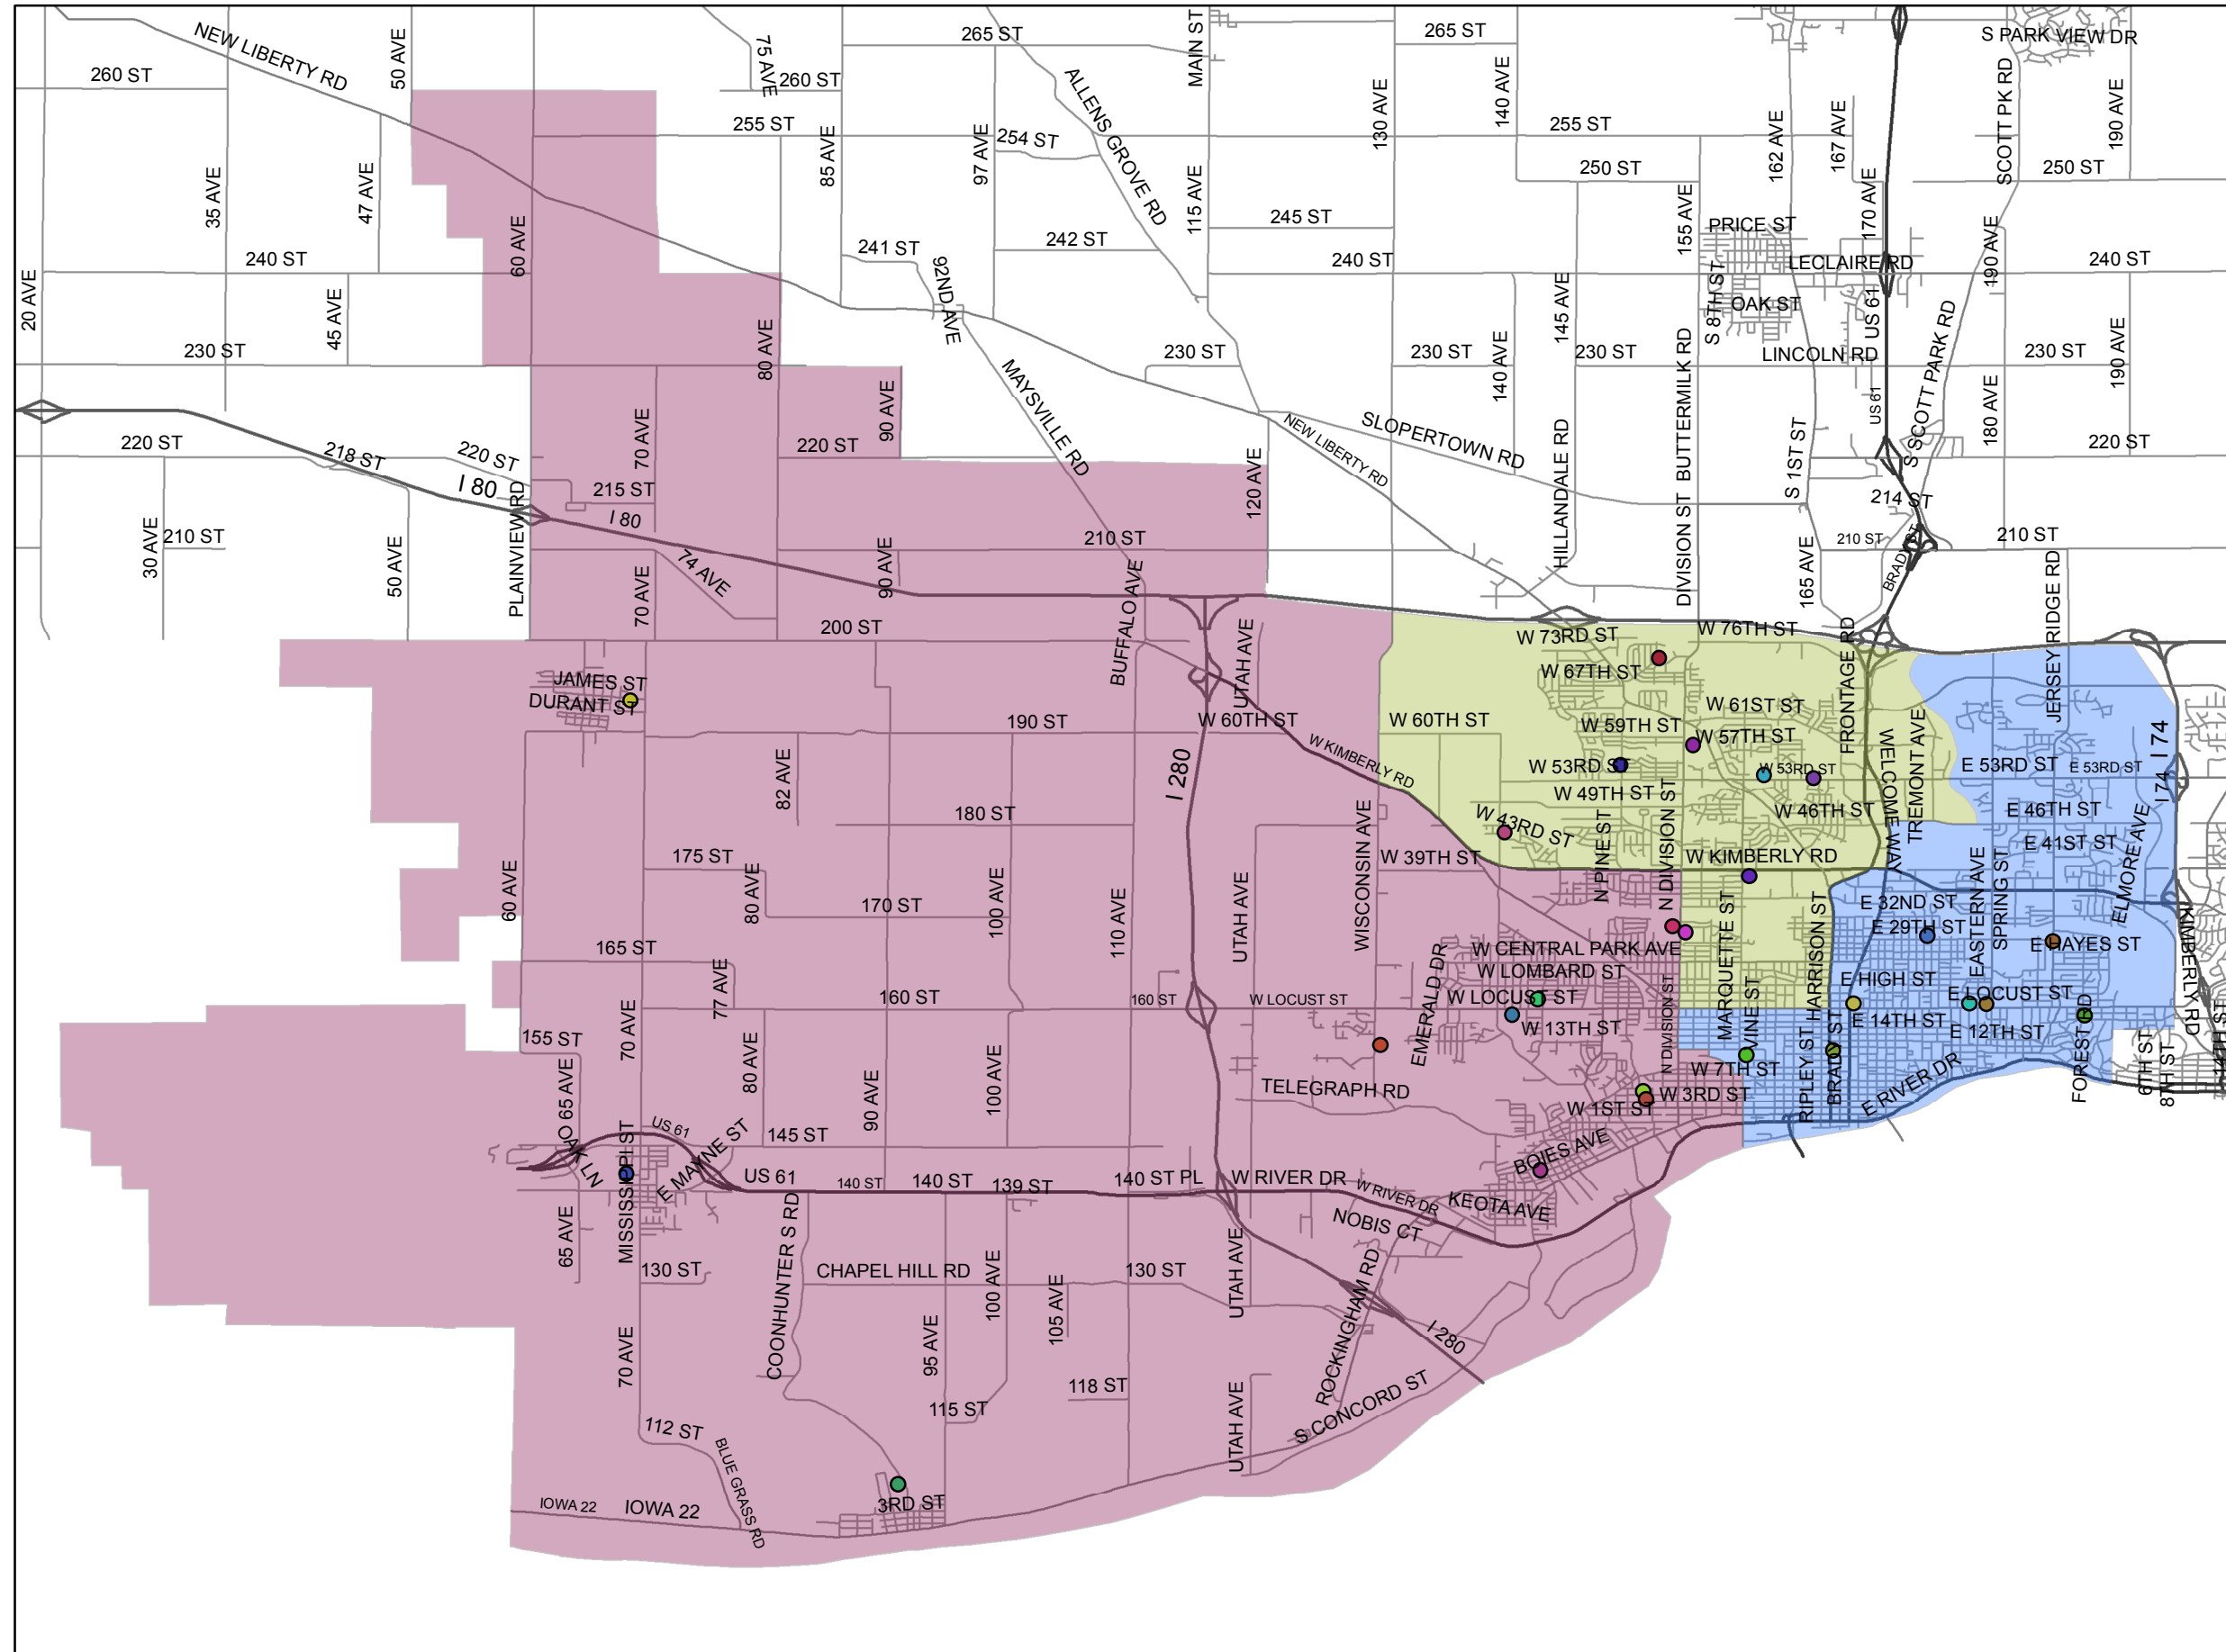 NEW LIBERTY RD
50 AVE
75 AVE
265 ST
MAIN ST
265 ST
S PARK VIEW DR
260 ST
260 ST
ALLENS GROVE RD
130 AVE
140 AVE
SCOTT PK RD
190 AVE
255 ST
85 AVE
97 AVE
254 ST
255 ST
162 AVE
167 AVE
35 AVE
47 AVE
115 AVE
250 ST
250 ST
155 AVE
170 AVE
60 AVE
245 ST
PRICE ST
190 AVE
240 ST
241 ST
242 ST
240 ST
LECLAIRE RD
240 ST
20 AVE
45 AVE
92ND AVE
145 AVE
S 8TH ST
OAK ST
US 61
S SCOTT PARK RD
230 ST
80 AVE
230 ST
230 ST
140 AVE
230 ST
LINCOLN RD
230 ST
190 AVE
MAYSVILLE RD
90 AVE
US 61
180 AVE
220 ST
218 ST
220 ST
70 AVE
220 ST
NEW LIBERTY RD
SLOPERTOWN RD
HILLANDALE RD
BUTTERMILK RD
S 1ST ST
220 ST
I 80
215 ST
120 AVE
214 ST
I 80
PLAINVIEW RD
30 AVE
210 ST
50 AVE
74 AVE
90 AVE
210 ST
DIVISION ST
210 ST
BRADY ST
210 ST
70 AVE
BUFFALO AVE
165 AVE
JERSEY RIDGE RD
200 ST
UTAH AVE
W 73RD ST
W 76TH ST
FRONTAGE RD
JAMES ST
W 67TH ST
DURANT ST
190 ST
W 60TH ST
W 60TH ST
W 61ST ST
W 59TH ST
W 57TH ST
W KIMBERLY RD
WELCOME WAY
TREMONT AVE
I 74
82 AVE
I 280
W 53RD ST
W 53RD ST
E 53RD ST
E 53RD ST
I 74
W 49TH ST
180 ST
W 43RD ST
W 46TH ST
E 46TH ST
WISCONSIN AVE
N PINE ST
N DIVISION ST
E 41ST ST
ELMORE AVE
175 ST
W 39TH ST
W KIMBERLY RD
60 AVE
80 AVE
170 ST
100 AVE
110 AVE
UTAH AVE
E 32ND ST
EASTERN AVE
SPRING ST
E 29TH ST
KIMBERLY RD
165 ST
W CENTRAL PARK AVE
MARQUETTE ST
HARRISON ST
E HAYES ST
EMERALD DR
W LOMBARD ST
E HIGH ST
77 AVE
160 ST
160 ST
W LOCUST ST
W LOCUST ST
E LOCUST ST
155 ST
70 AVE
W 13TH ST
N DIVISION ST
VINE ST
E 14TH ST
E 12TH ST
FOREST RD
65 AVE
80 AVE
90 AVE
100 AVE
TELEGRAPH RD
W 7TH ST
RIPLEY ST
BRADY ST
E RIVER DR
6TH ST
8TH ST
W 3RD ST
W 1ST ST
OAK LN
US 61
E MAYNE ST
145 ST
BOIES AVE
MISSISSIPPI ST
US 61
140 ST
140 ST
139 ST
140 ST PL
W RIVER DR
W RIVER DR
KEOTA AVE
65 AVE
NOBIS CT
130 ST
COONHUNTERS RD
CHAPEL HILL RD
100 AVE
130 ST
UTAH AVE
105 AVE
ROCKINGHAM RD
I 280
70 AVE
95 AVE
118 ST
115 ST
S CONCORD ST
UTAH AVE
112 ST
BLUE GRASS RD
3RD ST
IOWA 22
IOWA 22